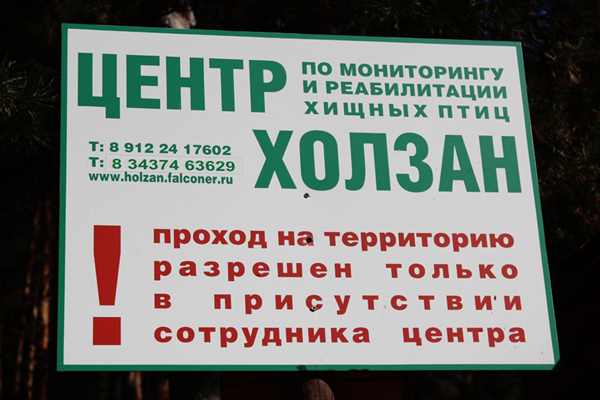 ЦЕНТР
ПО МОНИТОРИНГУ
И РЕАБИЛИТАЦИИ
ХИЩНЫХ ПТИЦ
ХОЛЗАН
Т: 8 912 24 17602
Т: 8 34374 63629
www.holzan.falconer.ru
! проход на территорию
разрешен только
в присутствии
сотрудника центра